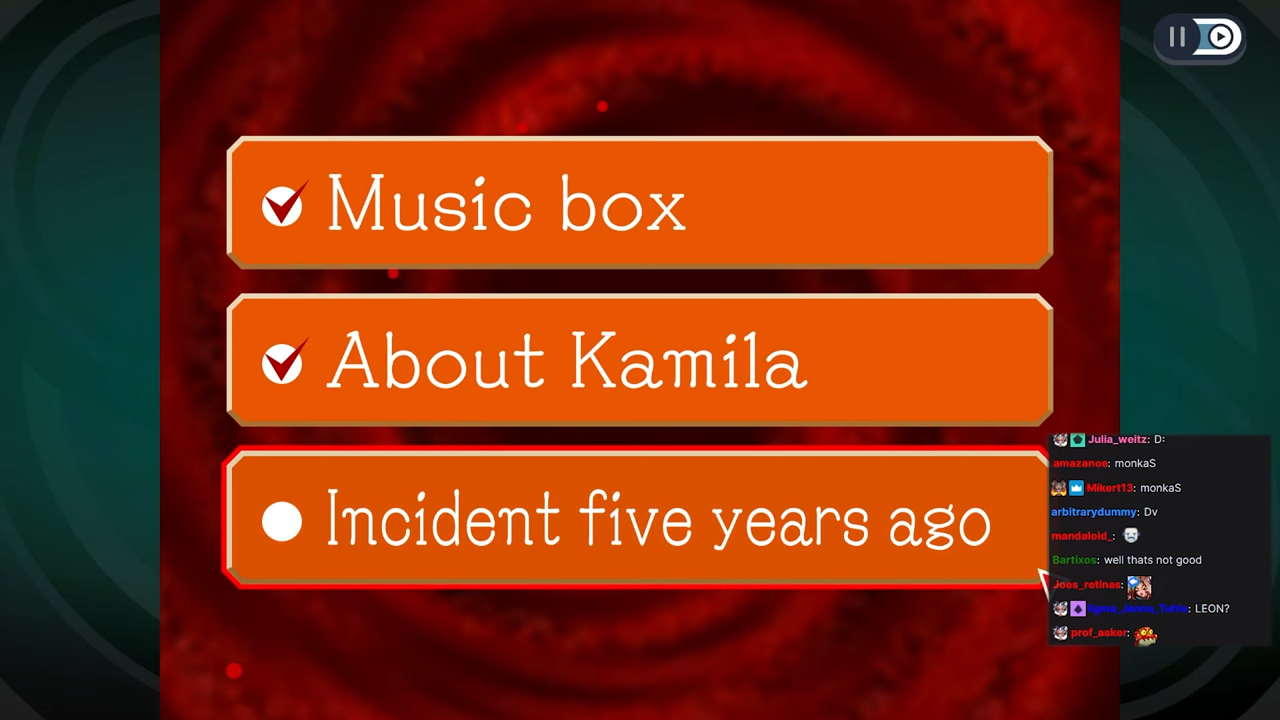 Music box
About Kamila
Incident five years ago
Julia_weitz: D:
amazanoe: monkaS
Mikert13: monkaS
arbitrarydummy: Dv
mandaloid_:
Bartixos: well thats not good
Joes_retinas:
LEON?
prof_asker: